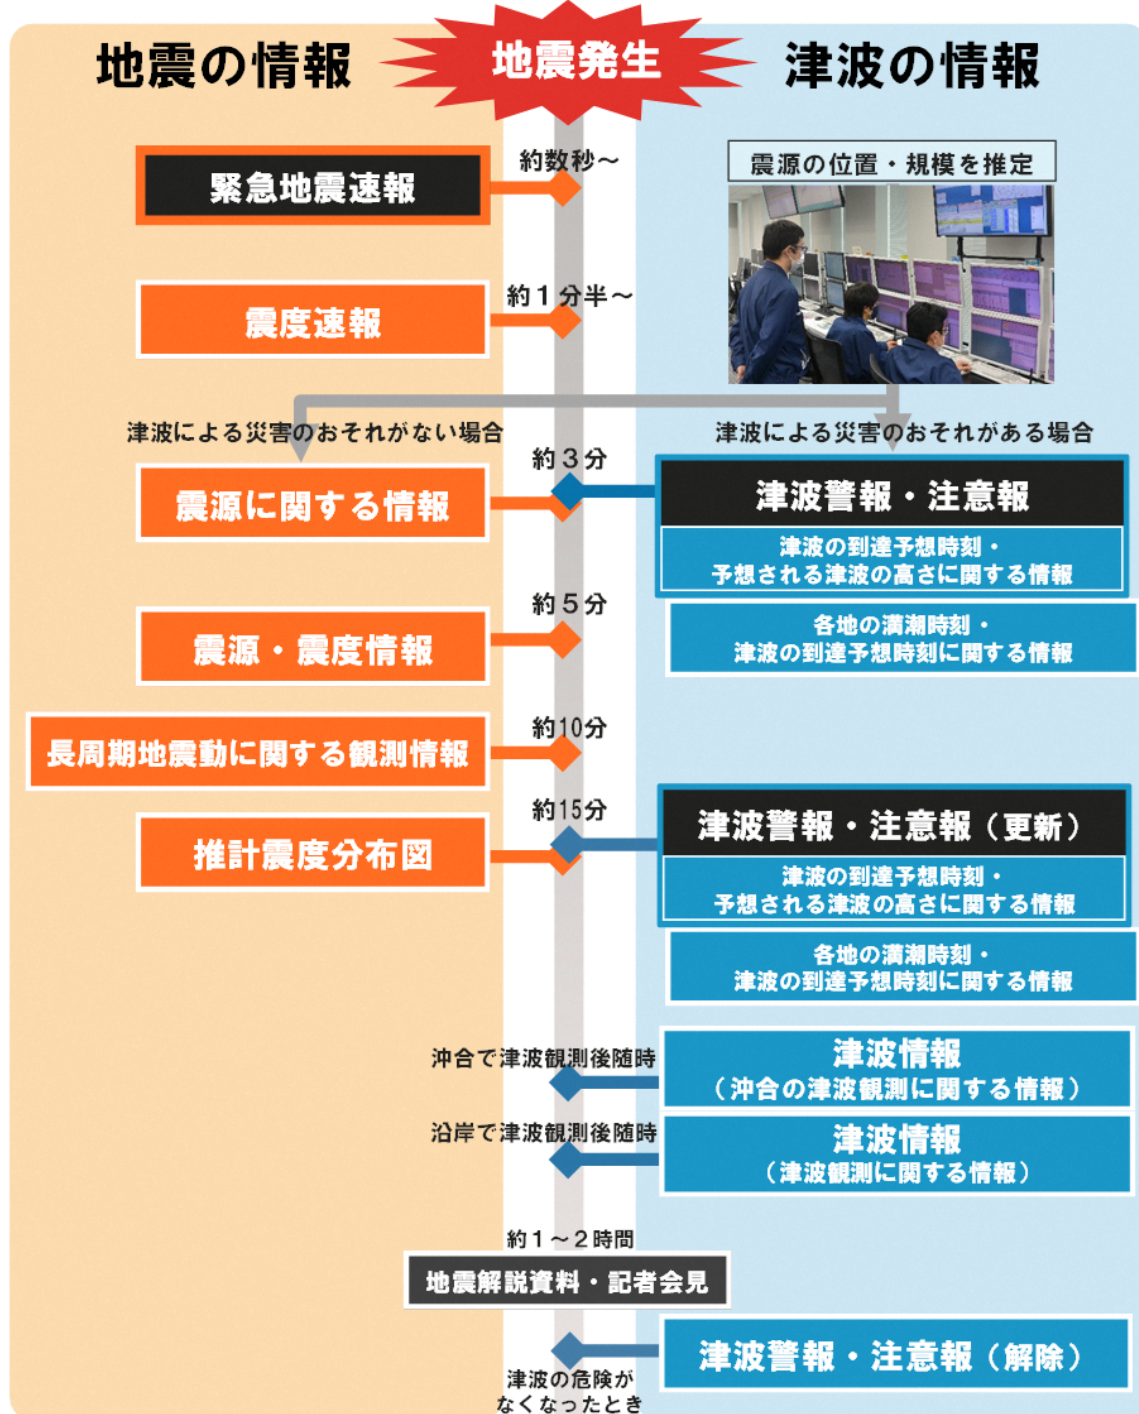 地震の情報
地震発生
津波の情報
約数秒～
緊急地震速報
震源の位置・規模を推定
約１分半～
震度速報
津波による災害のおそれがない場合
津波による災害のおそれがある場合
約３分
震源に関する情報
津波警報・注意報
津波の到達予想時刻・
予想される津波の高さに関する情報
約５分
震源・震度情報
各地の満潮時刻・
津波の到達予想時刻に関する情報
約10分
長周期地震動に関する観測情報
約15分
推計震度分布図
津波警報・注意報（更新）
津波の到達予想時刻・
予想される津波の高さに関する情報
各地の満潮時刻・
津波の到達予想時刻に関する情報
沖合で津波観測後随時
津波情報
（沖合の津波観測に関する情報）
沿岸で津波観測後随時
津波情報
（津波観測に関する情報）
約１～２時間
地震解説資料・記者会見
津波警報・注意報（解除）
津波の危険が
なくなったとき